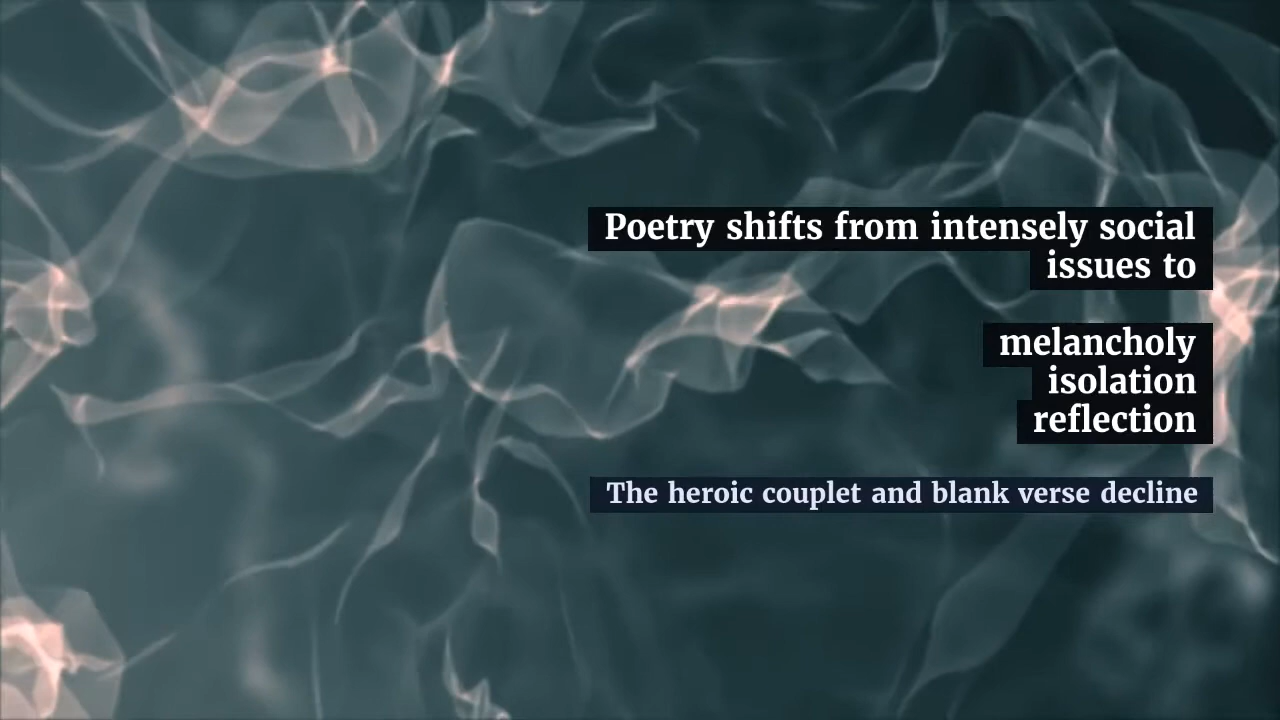 Poetry shifts from intensely social
issues to
melancholy
isolation
reflection
The heroic couplet and blank verse decline